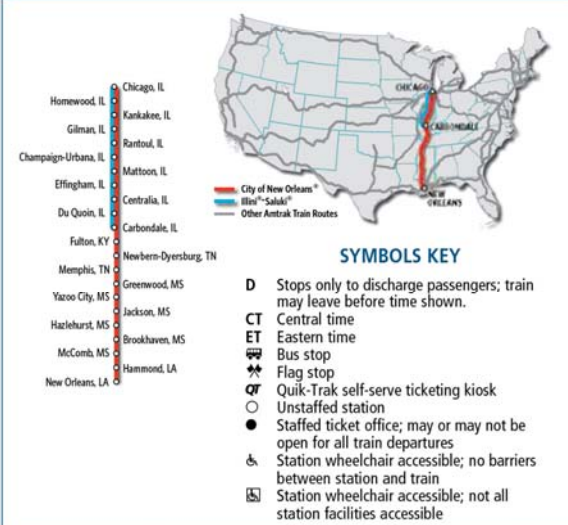 Chicago, IL
Homewood, IL
Kankakee, IL
Gilman, IL
Rantoul, IL
Champaign-Urbana, IL
Mattoon, IL
Effingham, IL
Centralia, IL
Du Quoin, IL
Carbondale, IL
Fulton, KY
Newbern-Dyersburg, TN
Memphis, TN
Greenwood, MS
Yazoo City, MS
Jackson, MS
Hazlehurst, MS
Brookhaven, MS
McComb, MS
Hammond, LA
New Orleans, LA
CHICAGO
CARBONDALE
NEW
ORLEANS
City of New Orleans®
Illini®-Saluki®
Other Amtrak Train Routes
SYMBOLS KEY
D Stops only to discharge passengers; train
may leave before time shown.
CT Central time
ET Eastern time
Bus stop
Flag stop
QT Quik-Trak self-serve ticketing kiosk
Unstaffed station
Staffed ticket office; may or may not be
open for all train departures
Station wheelchair accessible; no barriers
between station and train
Station wheelchair accessible; not all
station facilities accessible